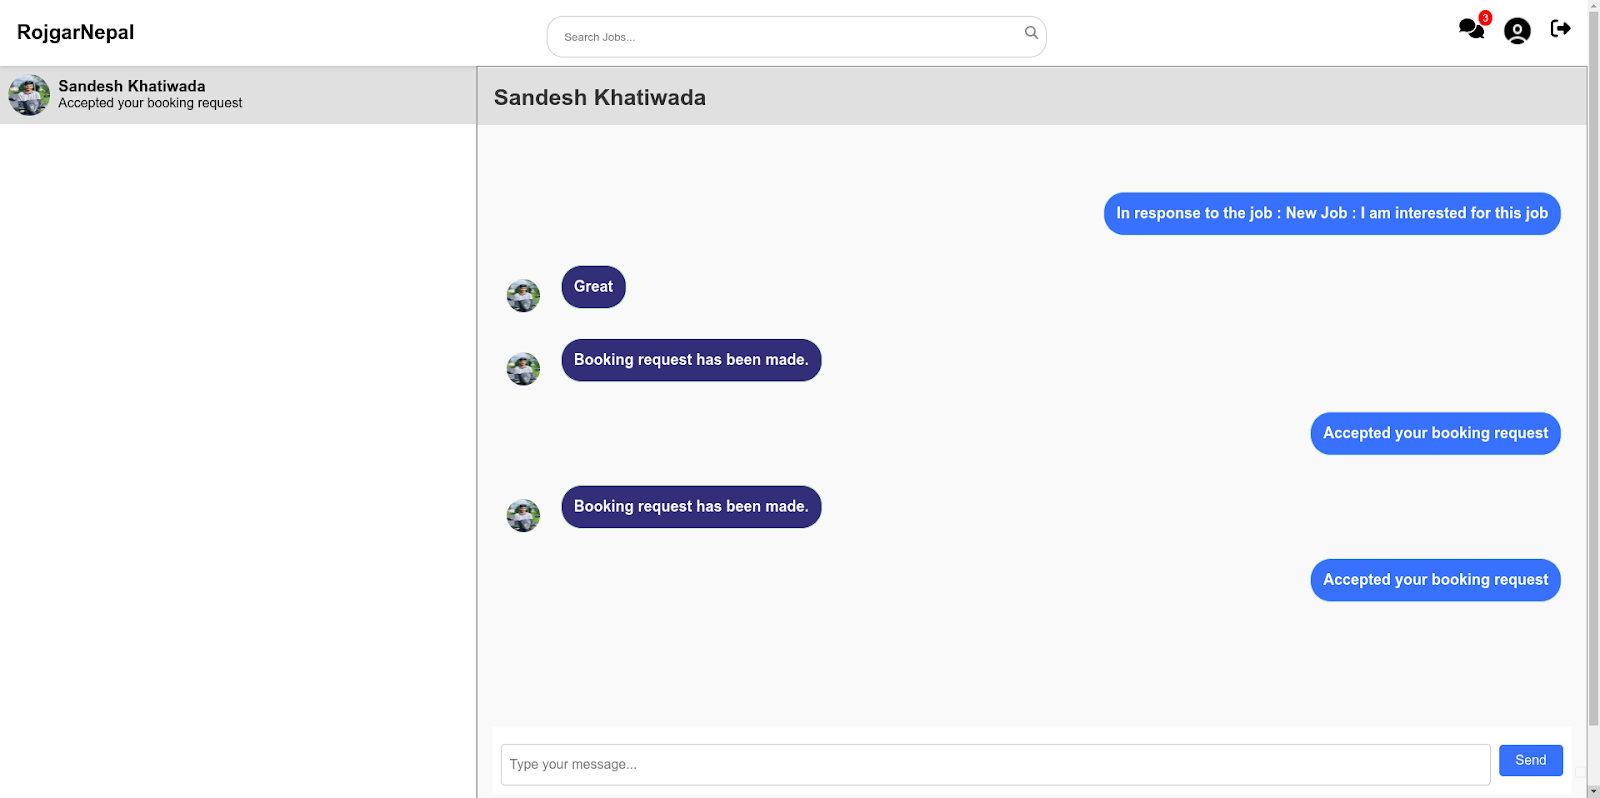 RojgarNepal
Search Jobs...
3
Sandesh Khatiwada
Accepted your booking request
Sandesh Khatiwada
In response to the job : New Job : I am interested for this job
Great
Booking request has been made.
Accepted your booking request
Booking request has been made.
Accepted your booking request
Type your message...
Send